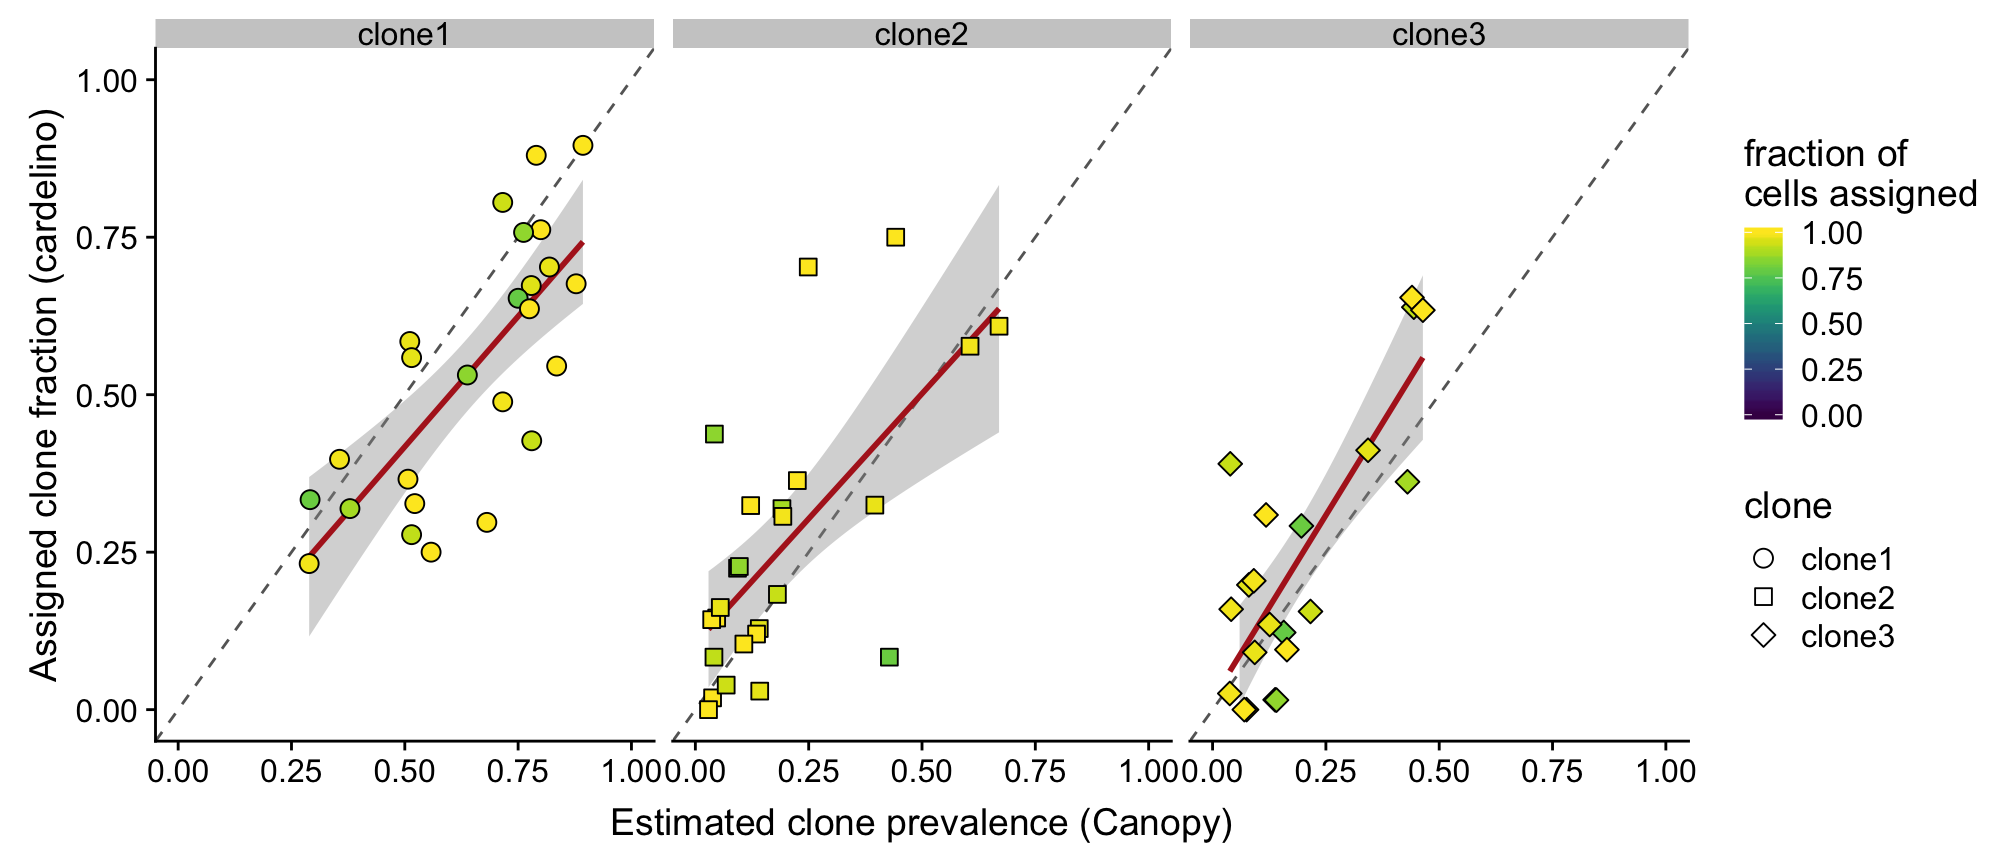 clone1 clone2 clone3
Assigned clone fraction (cardelino)
1.00
0.75
0.50
0.25
0.00
0.00 0.25 0.50 0.75 1.00 0.00 0.25 0.50 0.75 1.00 0.00 0.25 0.50 0.75 1.00
Estimated clone prevalence (Canopy)
fraction of
cells assigned
1.00
0.75
0.50
0.25
0.00
clone
clone1
clone2
clone3